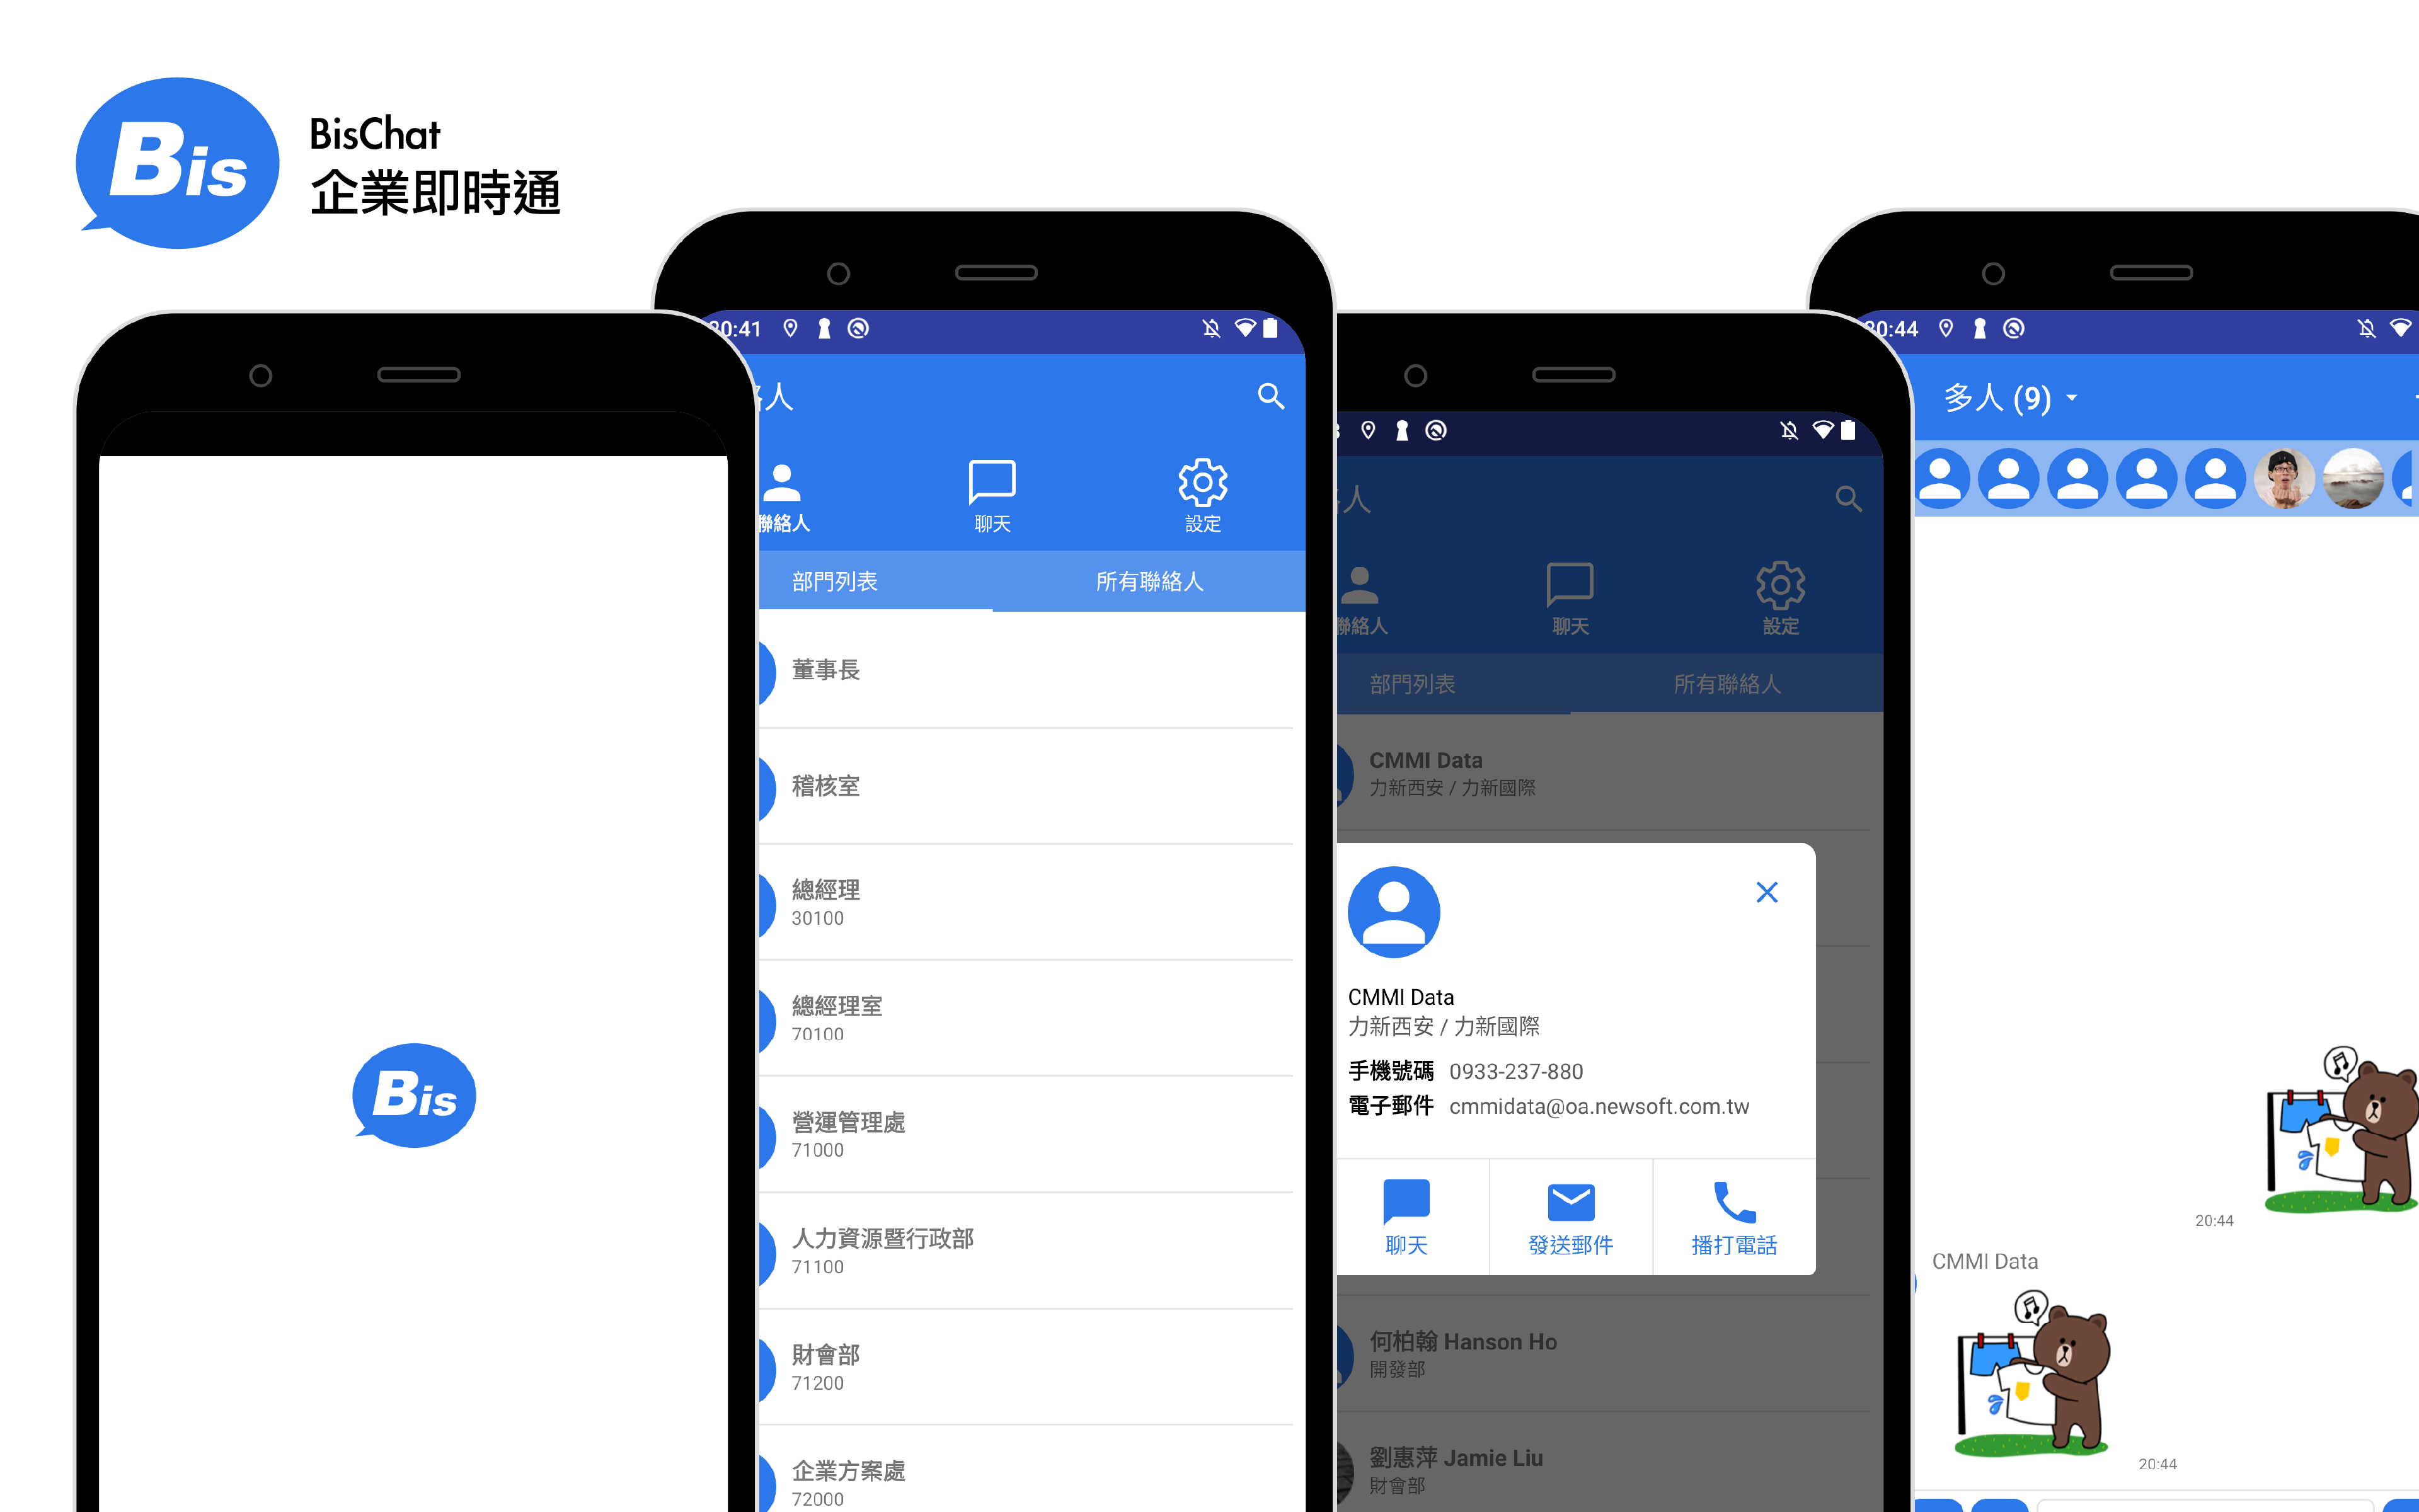 Bis
BisChat
企業即時通
Bis
20:41
絡人
聯絡人
聊天
設定
部門列表
所有聯絡人
董事長
稽核室
總經理
30100
總經理室
70100
營運管理處
71000
人力資源暨行政部
71100
財會部
71200
企業方案處
72000
人
聯絡人
聊天
設定
部門列表
所有聯絡人
CMMI Data
力新西安 / 力新國際
CMMI Data
力新西安 / 力新國際
手機號碼 0933-237-880
電子郵件 cmmidata@oa.newsoft.com.tw
聊天
發送郵件
播打電話
何柏翰 Hanson Ho
開發部
劉惠萍 Jamie Liu
財會部
20:44
多人 (9)
20:44
CMMI Data
20:44